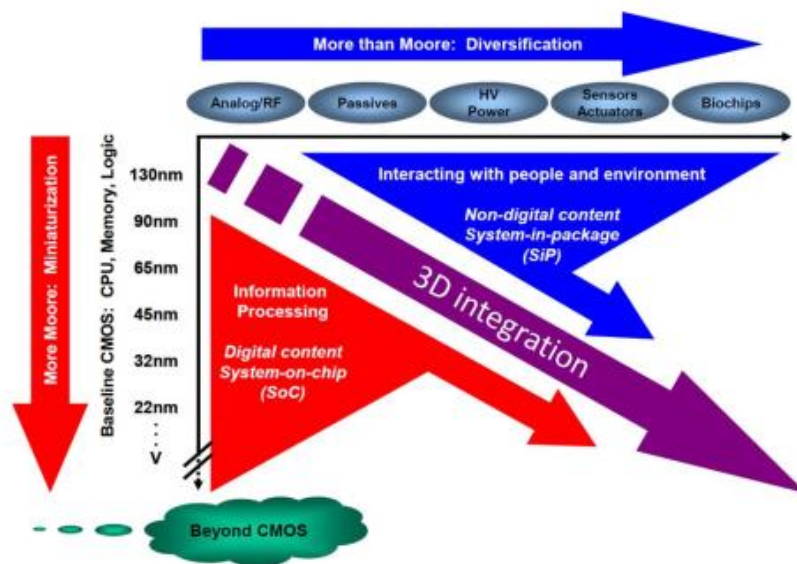 More than Moore: Diversification
Analog/RF
Passives
HV
Power
Sensors
Actuators
Biochips
More Moore: Miniaturization
Baseline CMOS: CPU, Memory, Logic
130nm
90nm
65nm
45nm
32nm
22nm
V
Interacting with people and environment
Non-digital content
System-in-package
(SiP)
Information
Processing
Digital content
System-on-chip
(SoC)
3D integration
Beyond CMOS